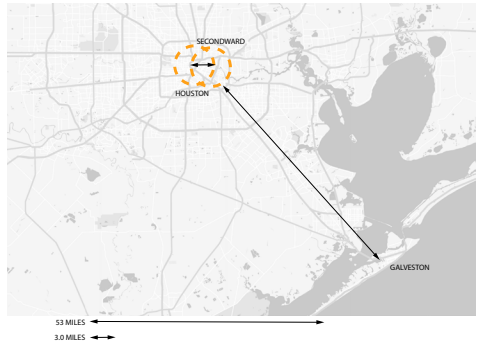 SECONDWARD
HOUSTON
GALVESTON
53 MILES
3.0 MILES